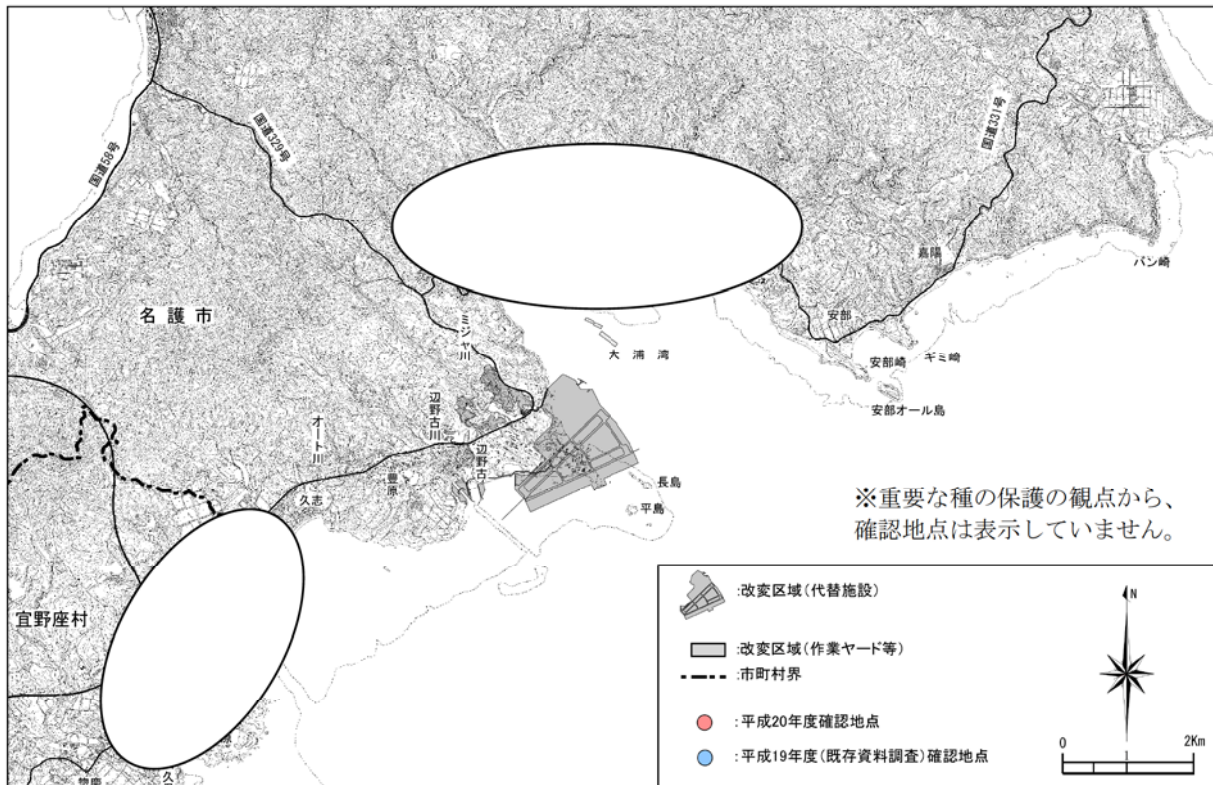 国道58号
国道329号
国道331号
嘉陽
バン崎
名護市
ミジャ川
大浦湾
安部
安部崎
ギミ崎
安部オール島
辺野古川
オート川
辺野古
豊原
久志
長島
平島
※重要な種の保護の観点から、
確認地点は表示していません。
宜野座村
:改変区域(代替施設)
:改変区域(作業ヤード等)
:市町村界
:平成20年度確認地点
:平成19年度(既存資料調査)確認地点
N
0
1
2Km